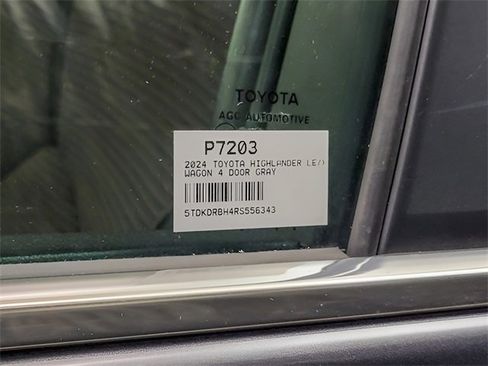 TOYOTA
AGC AUTOMOTIVE
P7203
2024 TOYOTA HIGHLANDER LE/X
WAGON 4 DOOR GRAY
5TDKDRBH4RS556343